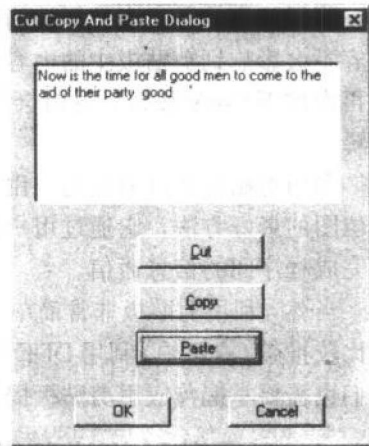 Cut Copy And Paste Dialog
Now is the time for all good men to come to the
aid of their party good
Cut
Copy
Paste
OK
Cancel